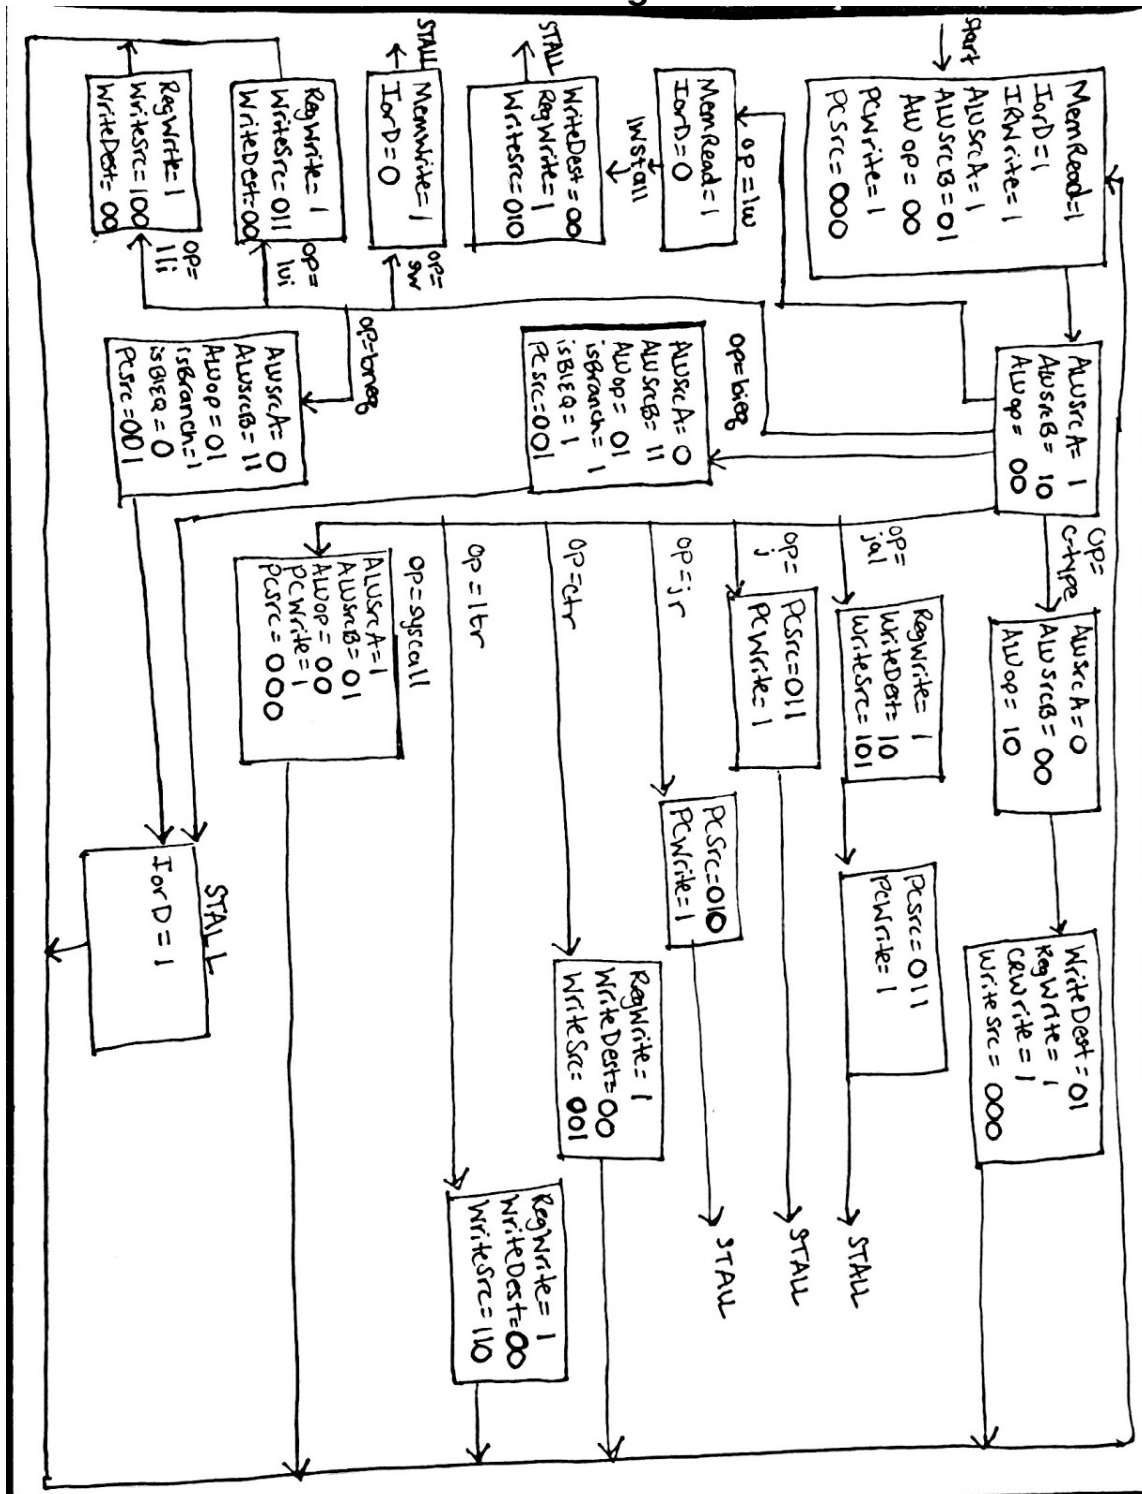 Start
MemRead=1
IorD=1
IRWrite=1
ALUsrcA=1
ALUsrcB=01
ALUop=00
PCWrite=1
PCSrc=000
ALUsrcA=1
ALUsrcB=10
ALUop=00
op=
c-type
ALUsrcA=0
ALUsrcB=00
ALUop=10
WriteDest=01
RegWrite=1
CRWrite=1
WriteSrc=000
op=
jal
RegWrite=1
WriteDest=10
WriteSrc=101
PCSrc=011
PCWrite=1
STALL
op=
j
PCSrc=011
PCWrite=1
STALL
op=jr
PCSrc=010
PCWrite=1
STALL
op=ctr
RegWrite=1
WriteDest=00
WriteSrc=001
op=ltr
RegWrite=1
WriteDest=00
WriteSrc=110
op=syscall
ALUsrcA=1
ALUsrcB=01
ALUop=00
PCWrite=1
PCSrc=000
op=lw
MemRead=1
IorD=0
lwstall
WriteDest=00
RegWrite=1
WriteSrc=010
STALL
op=
sw
MemWrite=1
IorD=0
STALL
op=
lui
RegWrite=1
WriteSrc=011
WriteDest=00
op=
lli
RegWrite=1
WriteSrc=100
WriteDest=00
op=bieq
ALUsrcA=0
ALUsrcB=11
ALUop=01
isBranch=1
isBIEQ=1
PCSrc=001
op=bneq
ALUsrcA=0
ALUsrcB=11
ALUop=01
isBranch=1
isBIEQ=0
PCSrc=001
STALL
IorD=1